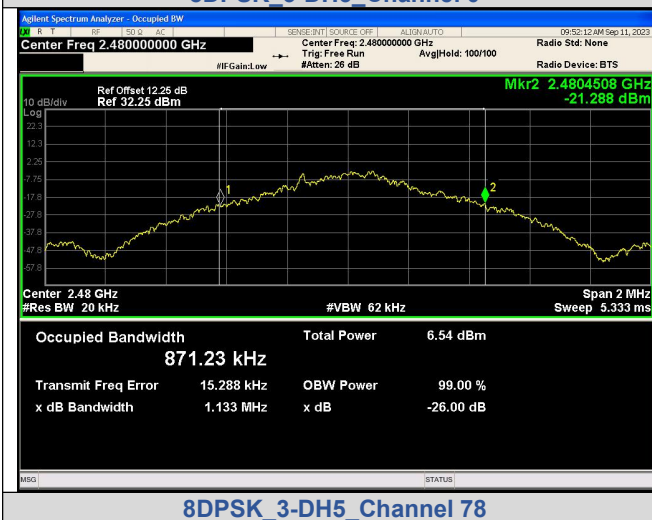 Agilent Spectrum Analyzer - Occupied BW
LXI R T RF 50 Ω AC SENSE:INT SOURCE OFF ALIGN AUTO 09:52:12 AM Sep 11, 2023
Center Freq 2.480000000 GHz Center Freq: 2.480000000 GHz Radio Std: None
Trig: Free Run Avg|Hold: 100/100
#IFGain:Low #Atten: 26 dB Radio Device: BTS
Mkr2 2.4804508 GHz
-21.288 dBm
Ref Offset 12.25 dB
10 dB/div Ref 32.25 dBm
Log
22.3
12.3
2.25
-7.75
-17.8
-27.8
-37.8
-47.8
-57.8
1
2
Center 2.48 GHz Span 2 MHz
#Res BW 20 kHz #VBW 62 kHz Sweep 5.333 ms
Occupied Bandwidth Total Power 6.54 dBm
871.23 kHz
Transmit Freq Error 15.288 kHz OBW Power 99.00 %
x dB Bandwidth 1.133 MHz x dB -26.00 dB
MSG STATUS
8DPSK_3-DH5_Channel 78